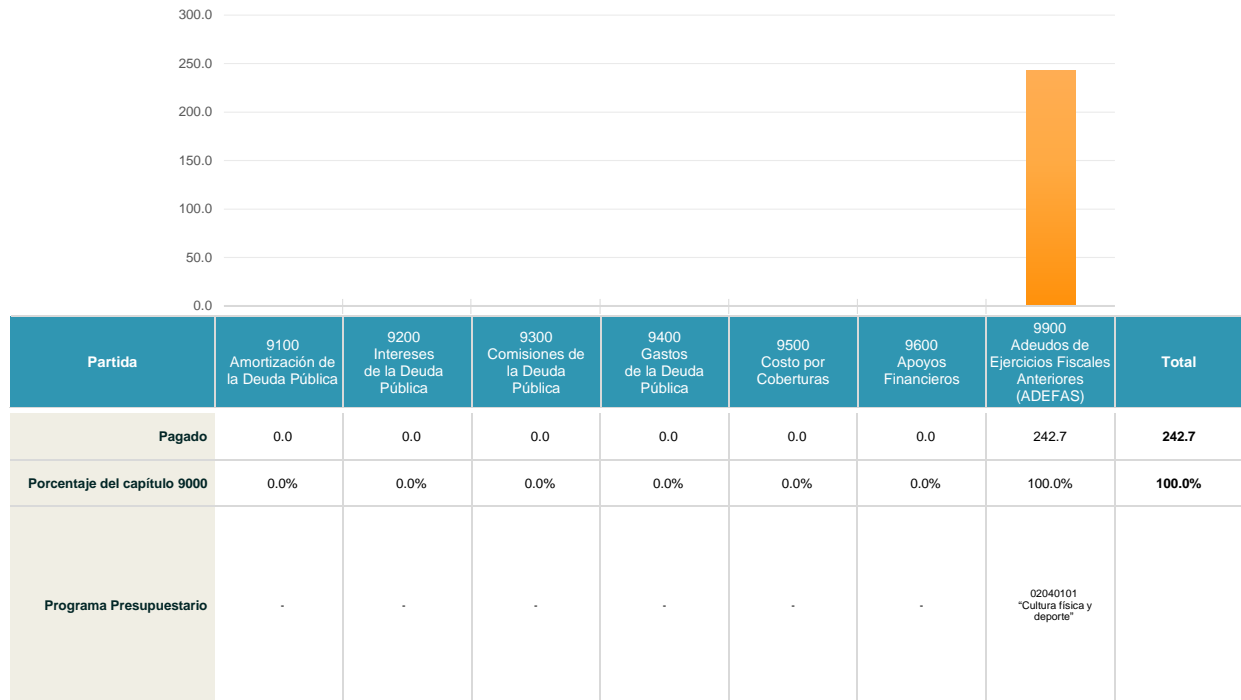 300.0
250.0
200.0
150.0
100.0
50.0
0.0
Partida
9100
Amortización de
la Deuda Pública
9200
Intereses
de la Deuda
Pública
9300
Comisiones de
la Deuda
Pública
9400
Gastos
de la Deuda
Pública
9500
Costo por
Coberturas
9600
Apoyos
Financieros
9900
Adeudos de
Ejercicios Fiscales
Anteriores
(ADEFAS)
Total
Pagado 0.0 0.0 0.0 0.0 0.0 0.0 242.7 242.7
Porcentaje del capítulo 9000 0.0% 0.0% 0.0% 0.0% 0.0% 0.0% 100.0% 100.0%
Programa Presupuestario - - - - - -
02040101
“Cultura física y
deporte”